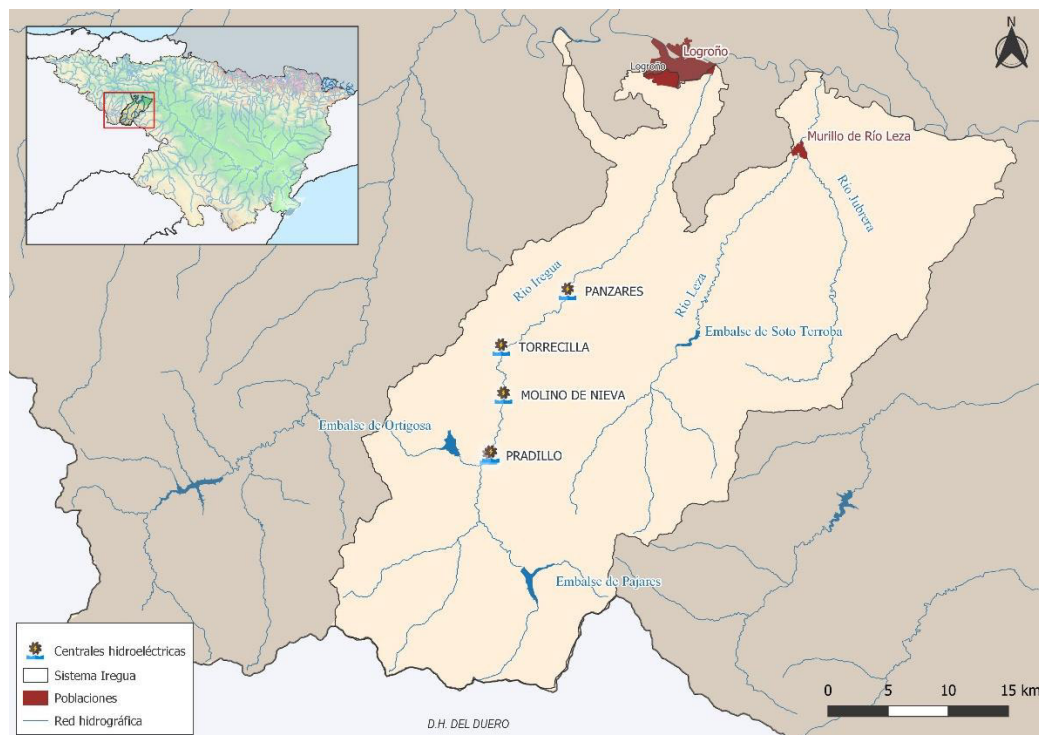 N
Logroño
Logroño
Murillo de Río Leza
Río Jubrera
Río Iregua
Río Leza
PANZARES
Embalse de Soto Terroba
TORRECILLA
MOLINO DE NIEVA
Embalse de Ortigosa
PRADILLO
Embalse de Pajares
Centrales hidroeléctricas
Sistema Iregua
Poblaciones
Red hidrográfica
0 5 10 15 km
D.H. DEL DUERO